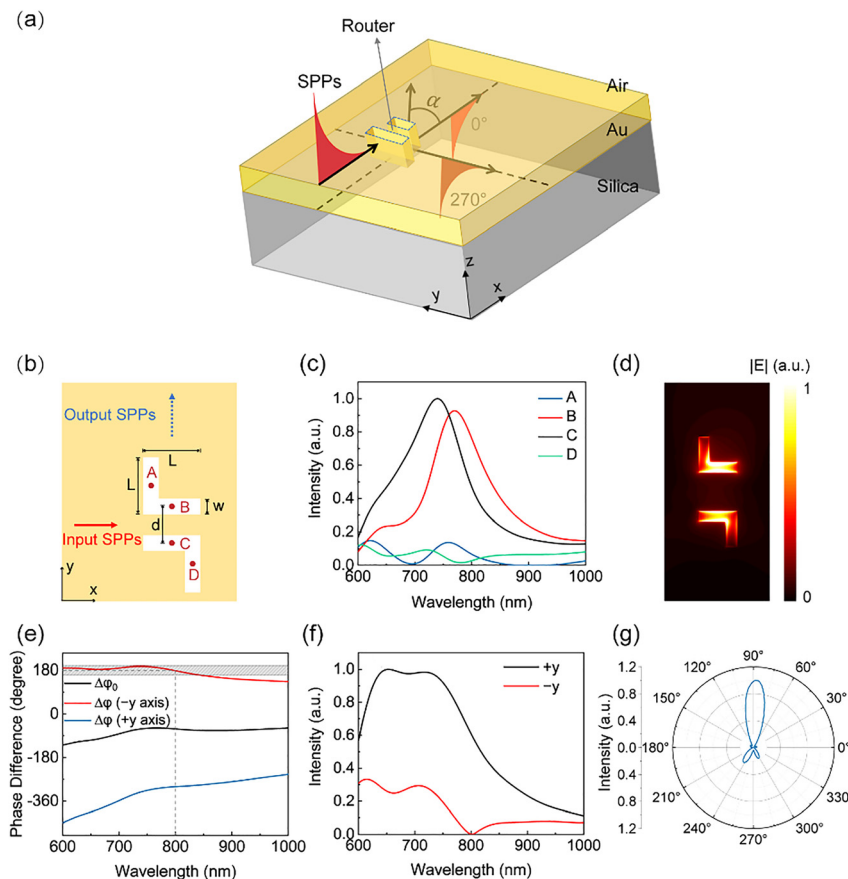 (a)
Router
SPPs
α
0°
270°
Air
Au
Silica
z
x
y
(b)
Output SPPs
L
A
L
B
w
d
Input SPPs
C
D
y
x
(c)
Intensity (a.u.)
1.0
0.8
0.6
0.4
0.2
0.0
A
B
C
D
600 700 800 900 1000
Wavelength (nm)
(d)
|E| (a.u.)
1
0
(e)
Phase Difference (degree)
180
0
-180
-360
Δφ₀
Δφ (−y axis)
Δφ (+y axis)
600 700 800 900 1000
Wavelength (nm)
(f)
Intensity (a.u.)
1.0
0.8
0.6
0.4
0.2
0.0
+y
−y
600 700 800 900 1000
Wavelength (nm)
(g)
Intensity (a.u.)
1.2
0.8
0.4
0.0
0.4
0.8
1.2
90°
120° 60°
150° 30°
180° 0°
210° 330°
240° 300°
270°